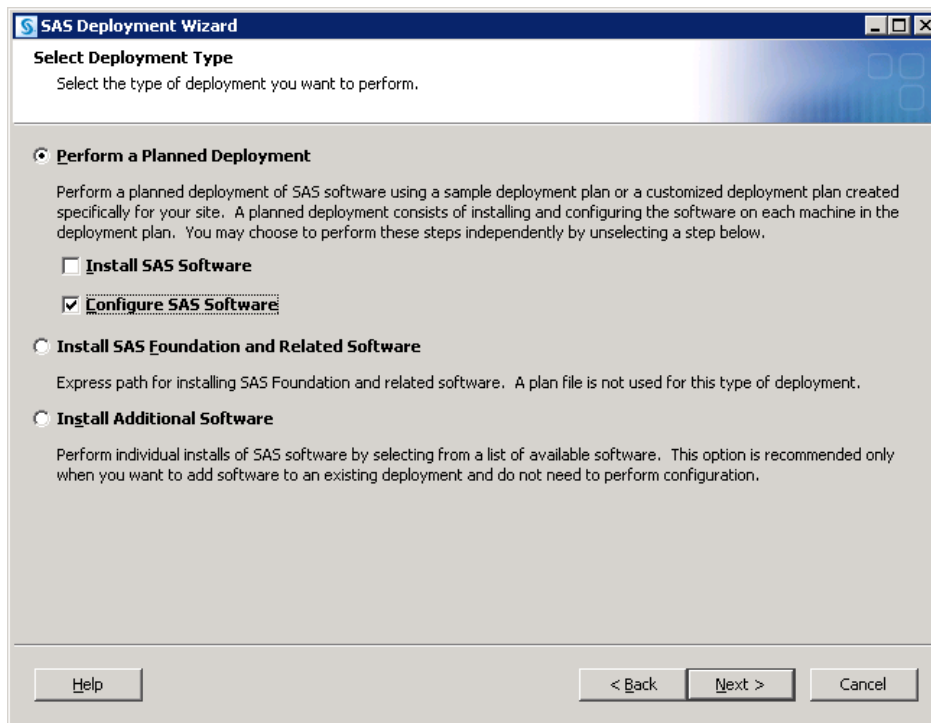 SAS Deployment Wizard
Select Deployment Type
Select the type of deployment you want to perform.
Perform a Planned Deployment
Perform a planned deployment of SAS software using a sample deployment plan or a customized deployment plan created
specifically for your site. A planned deployment consists of installing and configuring the software on each machine in the
deployment plan. You may choose to perform these steps independently by unselecting a step below.
Install SAS Software
Configure SAS Software
Install SAS Foundation and Related Software
Express path for installing SAS Foundation and related software. A plan file is not used for this type of deployment.
Install Additional Software
Perform individual installs of SAS software by selecting from a list of available software. This option is recommended only
when you want to add software to an existing deployment and do not need to perform configuration.
Help < Back Next > Cancel